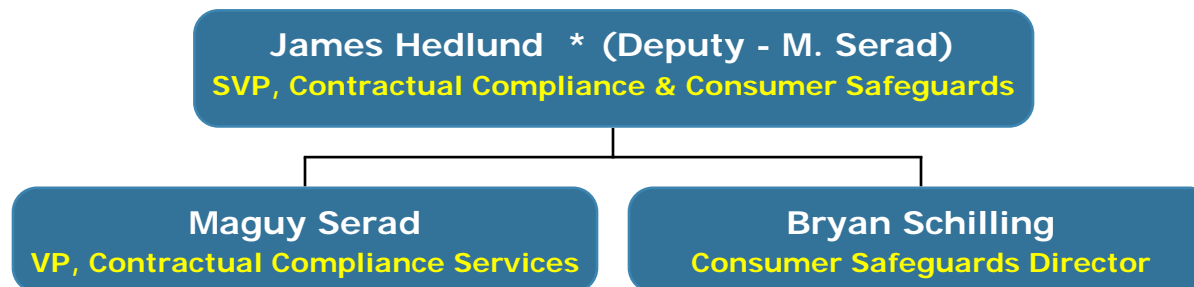 James Hedlund * (Deputy - M. Serad)
SVP, Contractual Compliance & Consumer Safeguards
Maguy Serad
VP, Contractual Compliance Services
Bryan Schilling
Consumer Safeguards Director